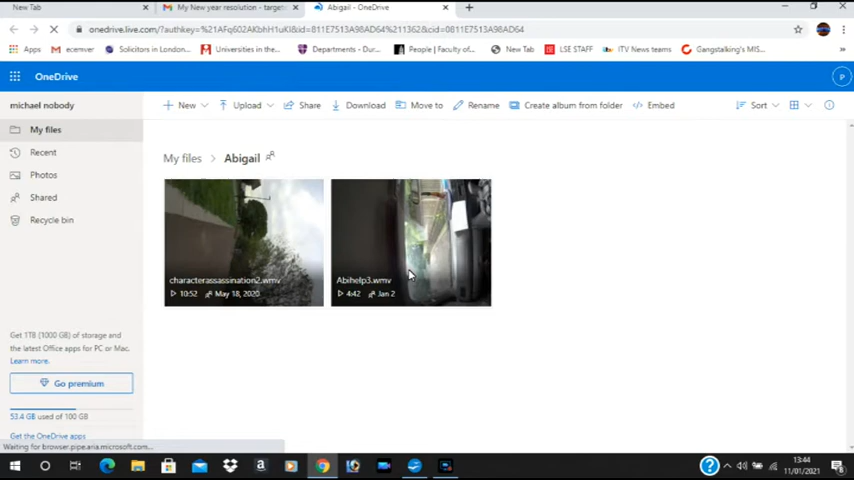 New Tab
My New year resolution - target
Abigail - OneDrive
onedrive.live.com/?authkey=%21AFq602AKbhH1uKI&id=811E7513A98D64%211362&cid=0811E7513A98D64
Apps ecemver Solicitors in London... Universities in the... Departments - Dur... People | Faculty of... New Tab LSE STAFF ITV News teams Gangstalking's MIS...
OneDrive P
michael nobody
New Upload Share Download Move to Rename Create album from folder Embed Sort
My files
Recent
Photos
Shared
Recycle bin
My files > Abigail
characterassassination2.wmv
10:52 May 18, 2020
Abihelp3.wmv
4:42 Jan 2
Get 1TB (1000 GB) of storage and
the latest Office apps for PC or Mac.
Learn more.
Go premium
53.4 GB used of 100 GB
Get the OneDrive apps
Waiting for browser.pipe.aria.microsoft.com...
13:44
11/01/2021